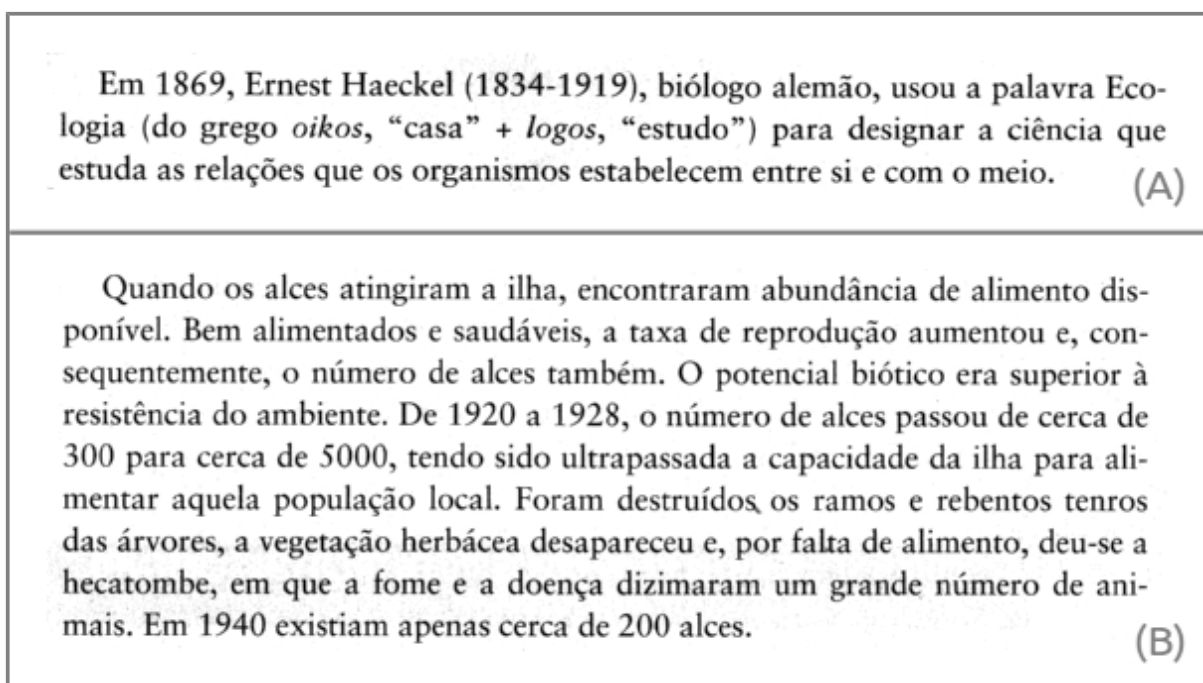 Em 1869, Ernest Haeckel (1834-1919), biólogo alemão, usou a palavra Eco-
logia (do grego oikos, “casa” + logos, “estudo”) para designar a ciência que
estuda as relações que os organismos estabelecem entre si e com o meio.
(A)
Quando os alces atingiram a ilha, encontraram abundância de alimento dis-
ponível. Bem alimentados e saudáveis, a taxa de reprodução aumentou e, con-
sequentemente, o número de alces também. O potencial biótico era superior à
resistência do ambiente. De 1920 a 1928, o número de alces passou de cerca de
300 para cerca de 5000, tendo sido ultrapassada a capacidade da ilha para ali-
mentar aquela população local. Foram destruídos os ramos e rebentos tenros
das árvores, a vegetação herbácea desapareceu e, por falta de alimento, deu-se a
hecatombe, em que a fome e a doença dizimaram um grande número de ani-
mais. Em 1940 existiam apenas cerca de 200 alces.
(B)